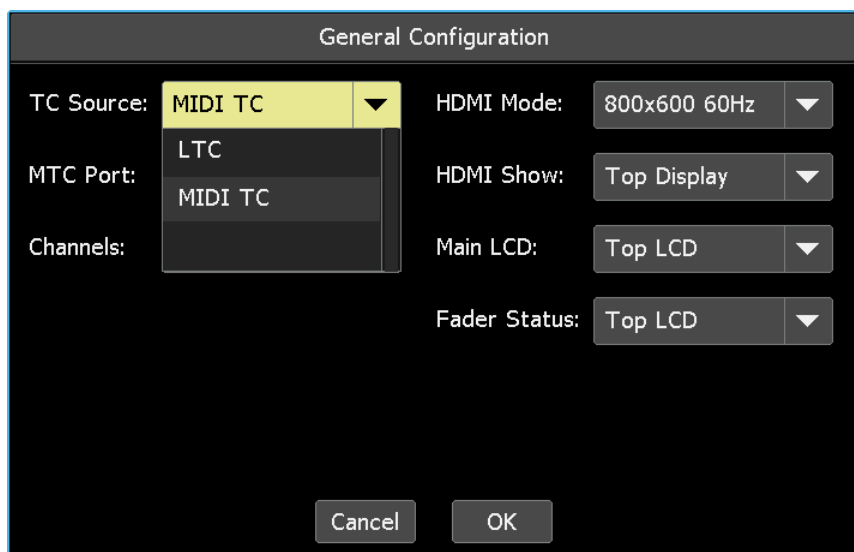 General Configuration
TC Source: MIDI TC HDMI Mode: 800x600 60Hz
LTC
MTC Port: HDMI Show: Top Display
MIDI TC
Channels: Main LCD: Top LCD
Fader Status: Top LCD
Cancel OK